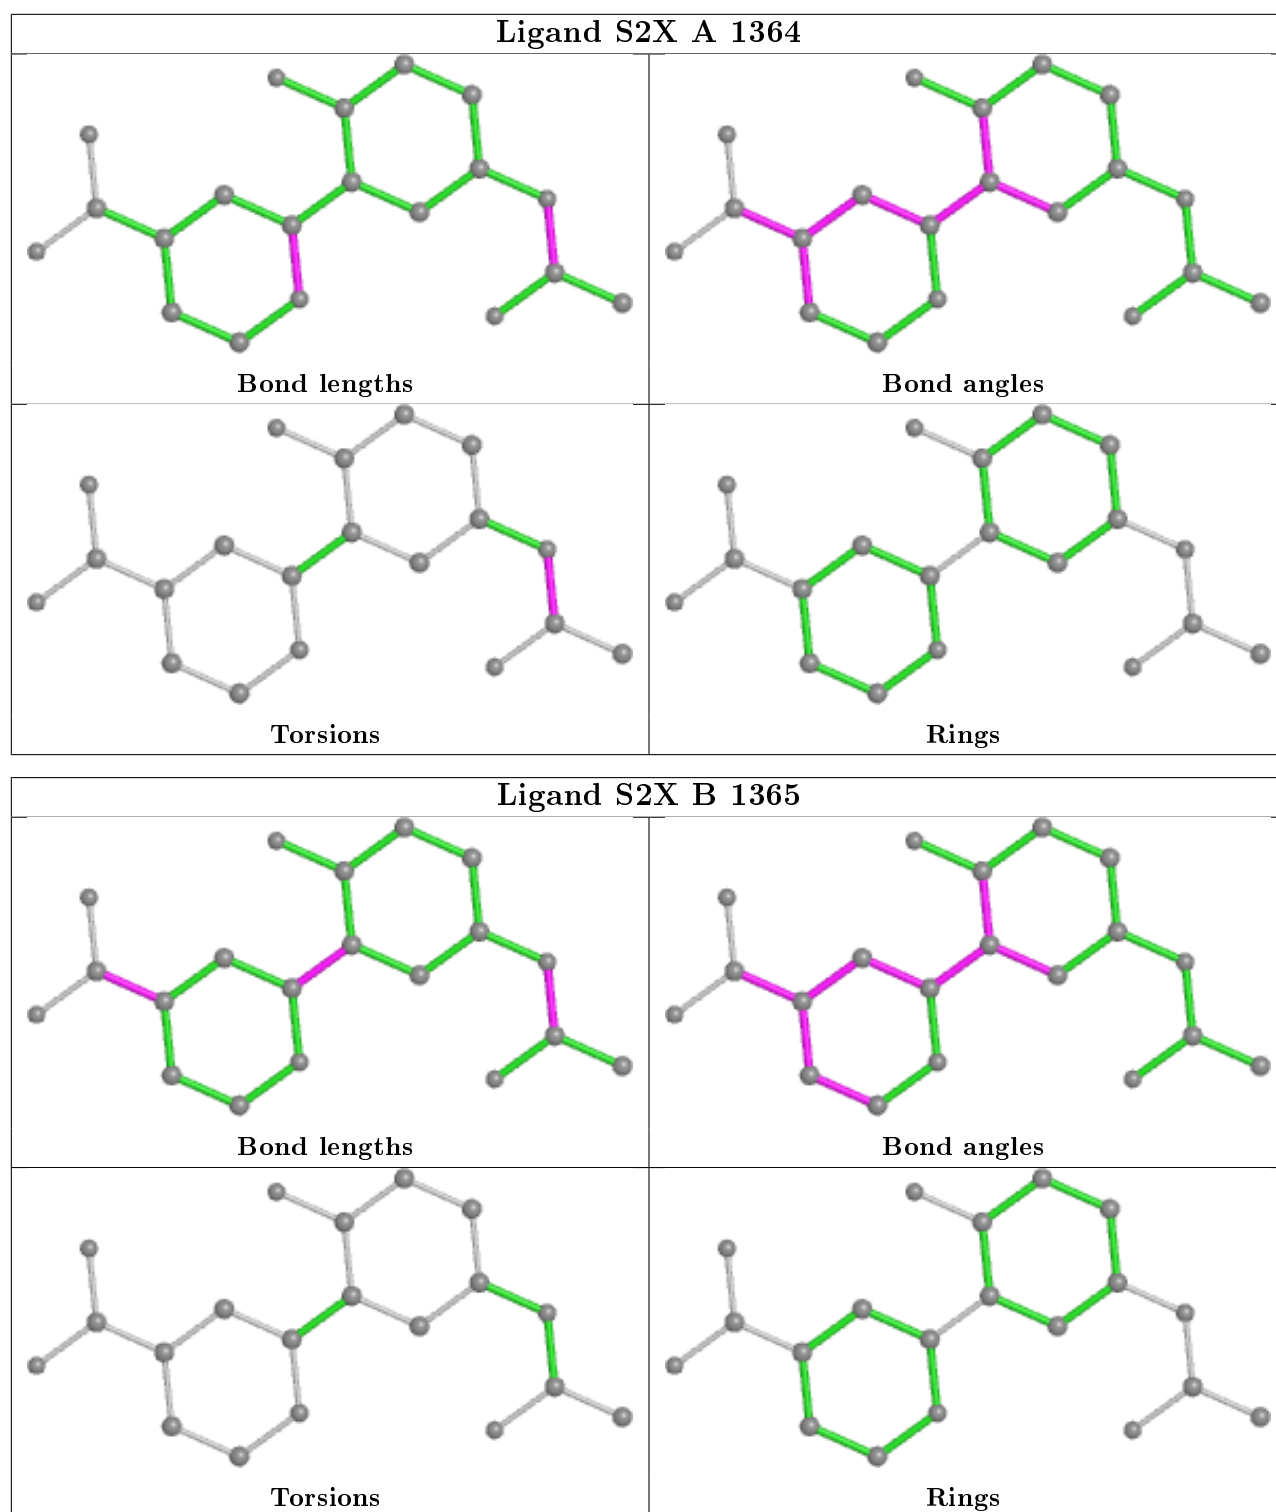 Ligand S2X A 1364
Bond lengths
Bond angles
Torsions
Rings
Ligand S2X B 1365
Bond lengths
Bond angles
Torsions
Rings